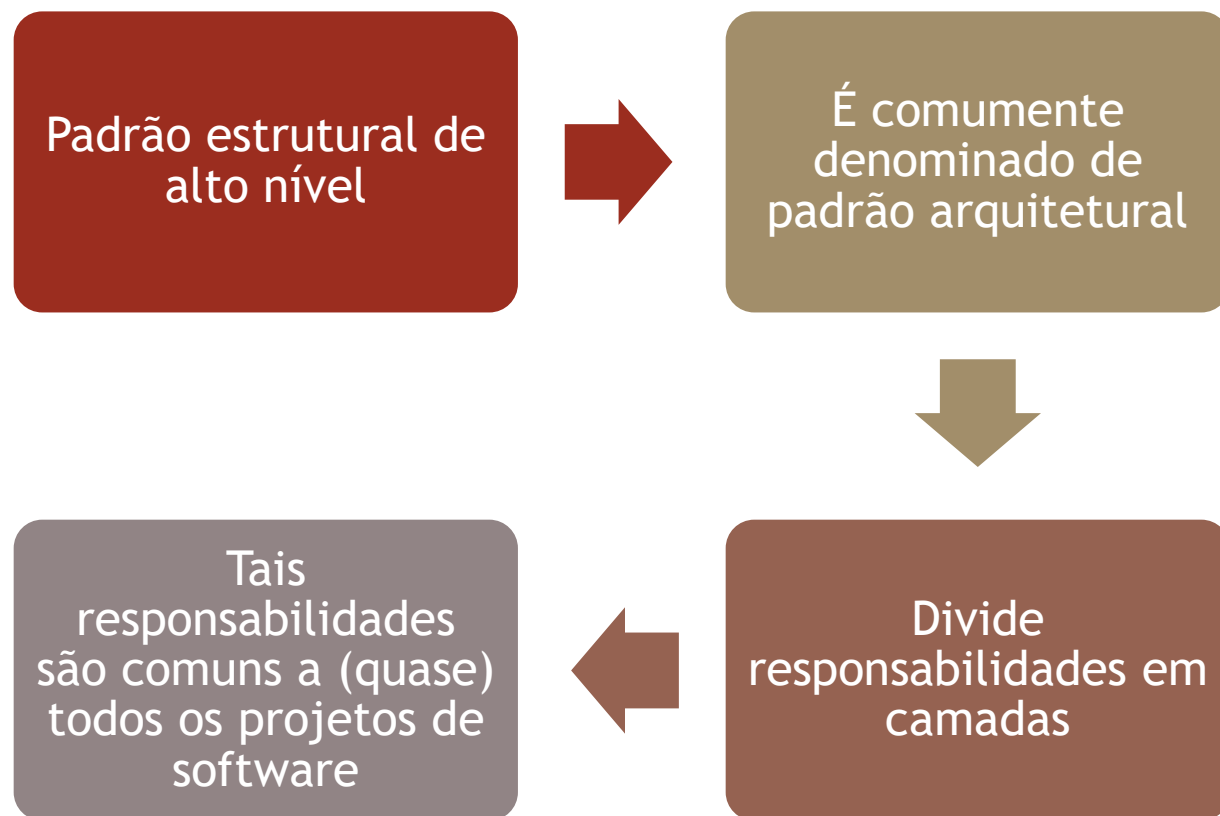 Padrão estrutural de
alto nível
É comumente
denominado de
padrão arquitetural
Divide
responsabilidades em
camadas
Tais
responsabilidades
são comuns a (quase)
todos os projetos de
software